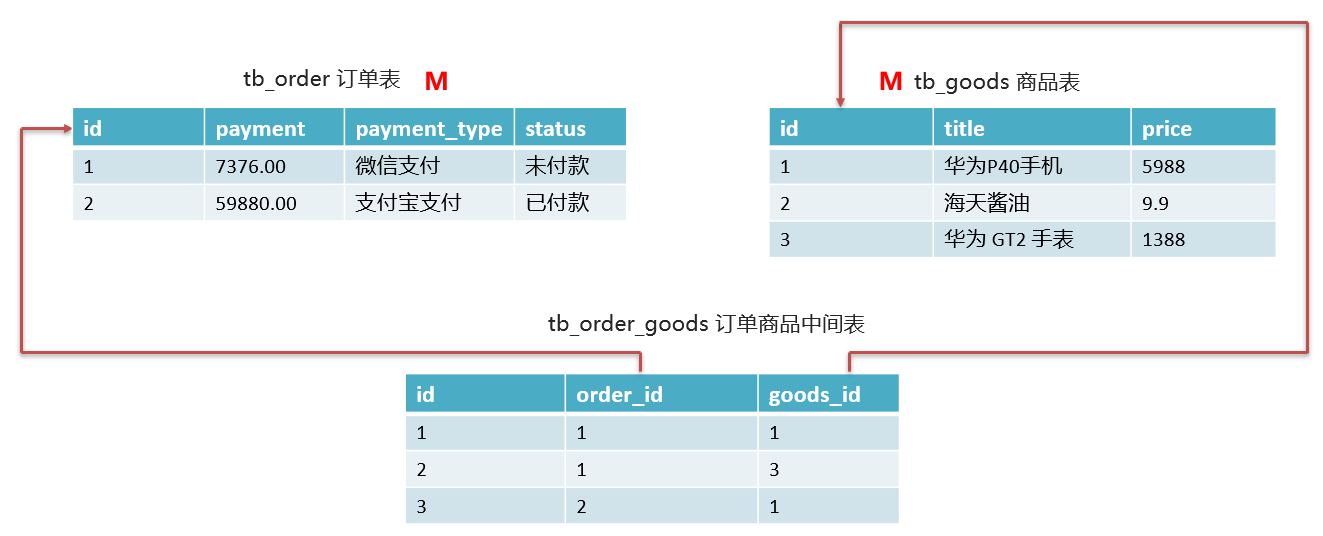 tb_order 订单表 M
id payment payment_type status
1 7376.00 微信支付 未付款
2 59880.00 支付宝支付 已付款
M tb_goods 商品表
id title price
1 华为P40手机 5988
2 海天酱油 9.9
3 华为 GT2 手表 1388
tb_order_goods 订单商品中间表
id order_id goods_id
1 1 1
2 1 3
3 2 1